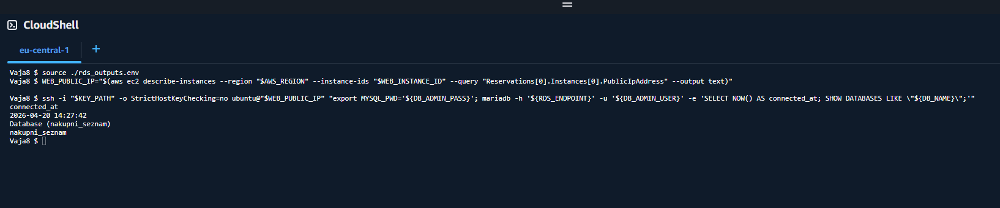 CloudShell
eu-central-1
Vaja8 $ source ./rds_outputs.env
Vaja8 $ WEB_PUBLIC_IP="$(aws ec2 describe-instances --region "$AWS_REGION" --instance-ids "$WEB_INSTANCE_ID" --query "Reservations[0].Instances[0].PublicIpAddress" --output text)"
Vaja8 $ ssh -i "$KEY_PATH" -o StrictHostKeyChecking=no ubuntu@"$WEB_PUBLIC_IP" "export MYSQL_PWD='${DB_ADMIN_PASS}'; mariadb -h '${RDS_ENDPOINT}' -u '${DB_ADMIN_USER}' -e 'SELECT NOW() AS connected_at; SHOW DATABASES LIKE \"${DB_NAME}\";'"
connected_at
2026-04-20 14:27:42
Database (nakupni_seznam)
nakupni_seznam
Vaja8 $